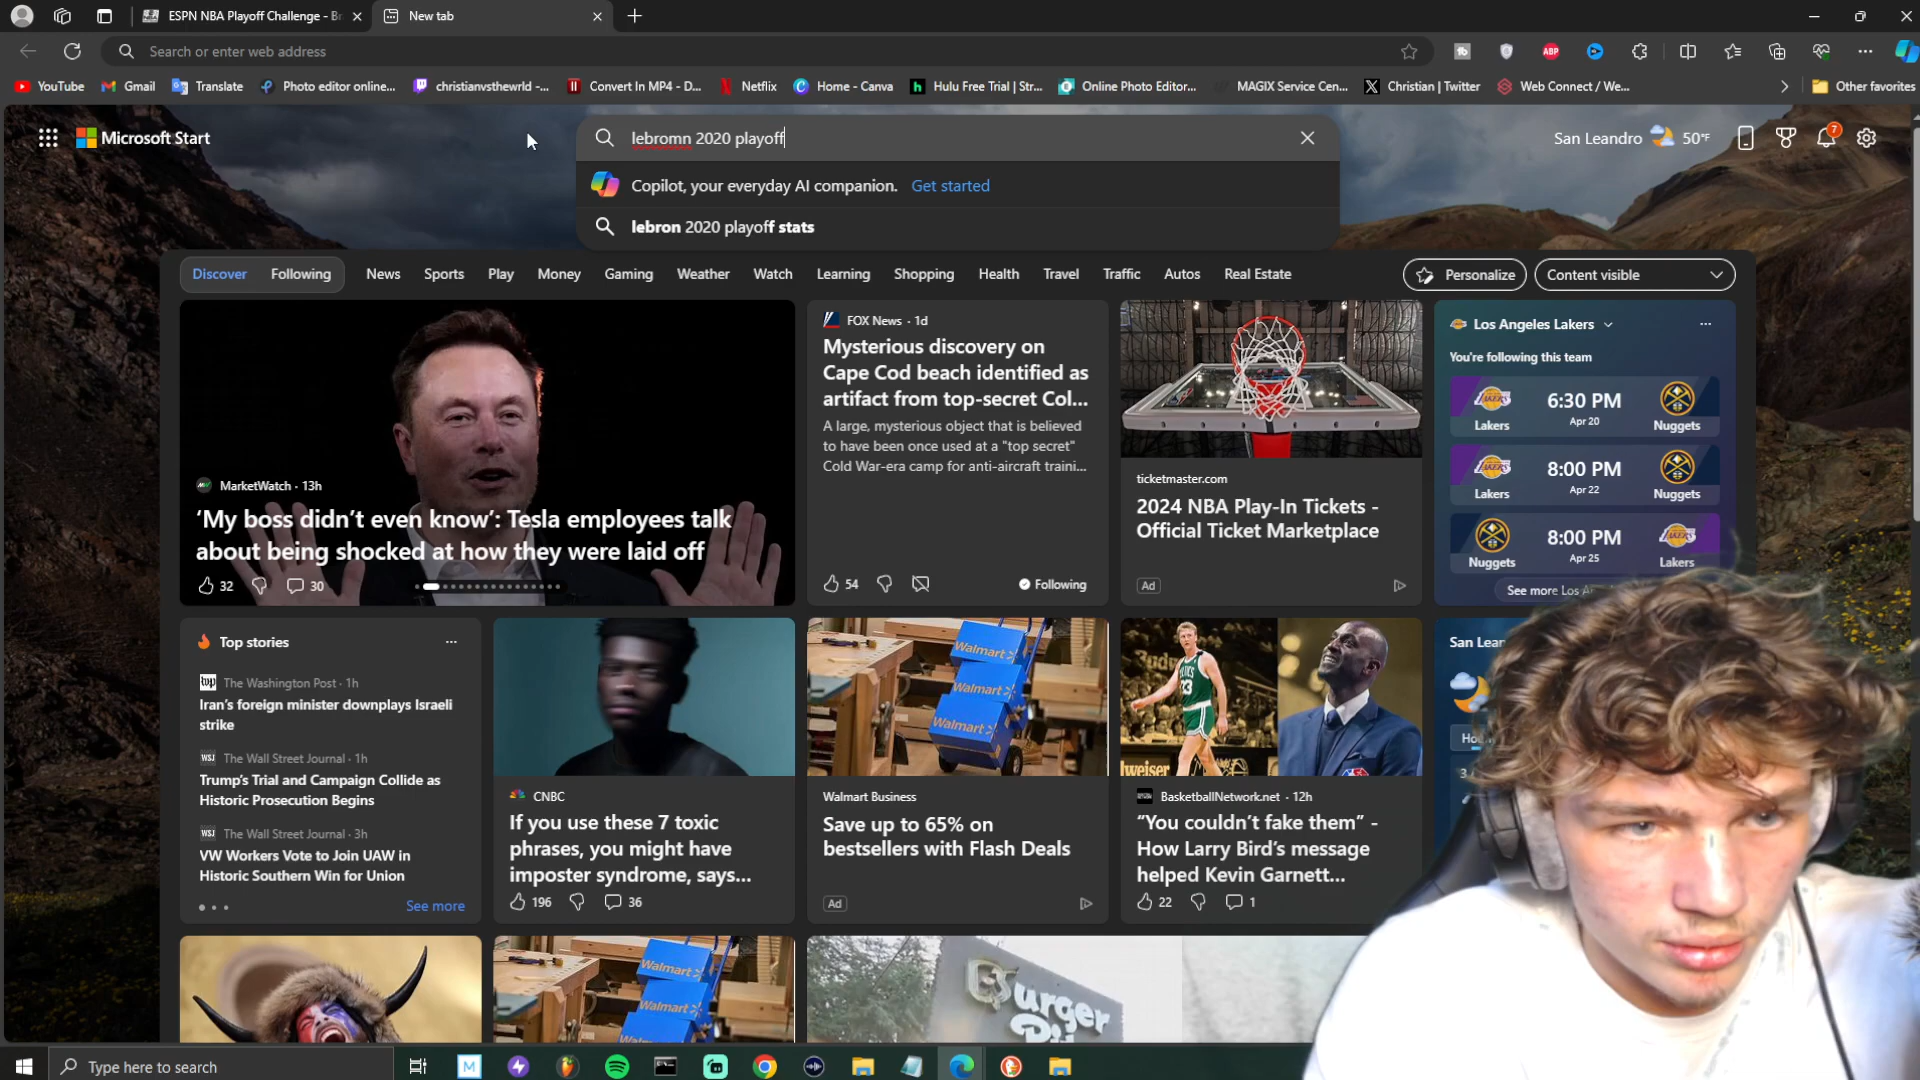 ESPN NBA Playoff Challenge - Br
New tab
Search or enter web address
YouTube
Gmail
Translate
Photo editor online...
christianvsthewrld -...
Convert In MP4 - D...
Netflix
Home - Canva
Hulu Free Trial | Str...
Online Photo Editor...
MAGIX Service Cen...
Christian | Twitter
Web Connect / We...
Other favorites
Microsoft Start
lebromn 2020 playoff
San Leandro
50°F
7
Copilot, your everyday AI companion. Get started
lebron 2020 playoff stats
Discover
Following
News
Sports
Play
Money
Gaming
Weather
Watch
Learning
Shopping
Health
Travel
Traffic
Autos
Real Estate
Personalize
Content visible
MarketWatch · 13h
‘My boss didn’t even know’: Tesla employees talk
about being shocked at how they were laid off
32
30
FOX News · 1d
Mysterious discovery on
Cape Cod beach identified as
artifact from top-secret Col...
A large, mysterious object that is believed
to have been once used at a "top secret"
Cold War-era camp for anti-aircraft traini...
54
Following
ticketmaster.com
2024 NBA Play-In Tickets -
Official Ticket Marketplace
Ad
Los Angeles Lakers
You're following this team
6:30 PM
Lakers
Apr 20
Nuggets
8:00 PM
Lakers
Apr 22
Nuggets
8:00 PM
Nuggets
Apr 25
Lakers
See more Los A
Top stories
The Washington Post · 1h
Iran’s foreign minister downplays Israeli
strike
The Wall Street Journal · 1h
Trump’s Trial and Campaign Collide as
Historic Prosecution Begins
The Wall Street Journal · 3h
VW Workers Vote to Join UAW in
Historic Southern Win for Union
See more
CNBC
If you use these 7 toxic
phrases, you might have
imposter syndrome, says...
196
36
Walmart
Walmart
Walmart
Walmart Business
Save up to 65% on
bestsellers with Flash Deals
Ad
BasketballNetwork.net · 12h
“You couldn’t fake them” -
How Larry Bird’s message
helped Kevin Garnett...
22
1
San Lean
Hou
Walmart
Walmart
Type here to search